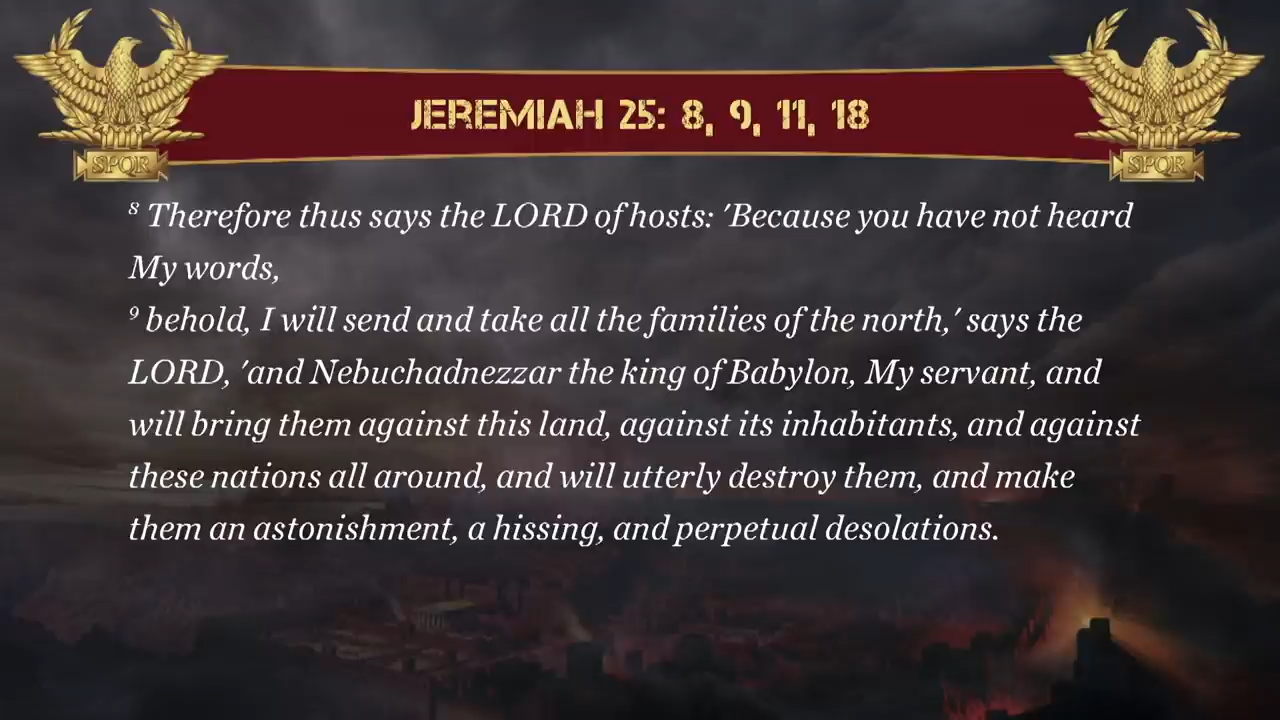 SPQR
JEREMIAH 25: 8, 9, 11, 18
SPQR
⁸ Therefore thus says the LORD of hosts: 'Because you have not heard
My words,
⁹ behold, I will send and take all the families of the north,' says the
LORD, 'and Nebuchadnezzar the king of Babylon, My servant, and
will bring them against this land, against its inhabitants, and against
these nations all around, and will utterly destroy them, and make
them an astonishment, a hissing, and perpetual desolations.